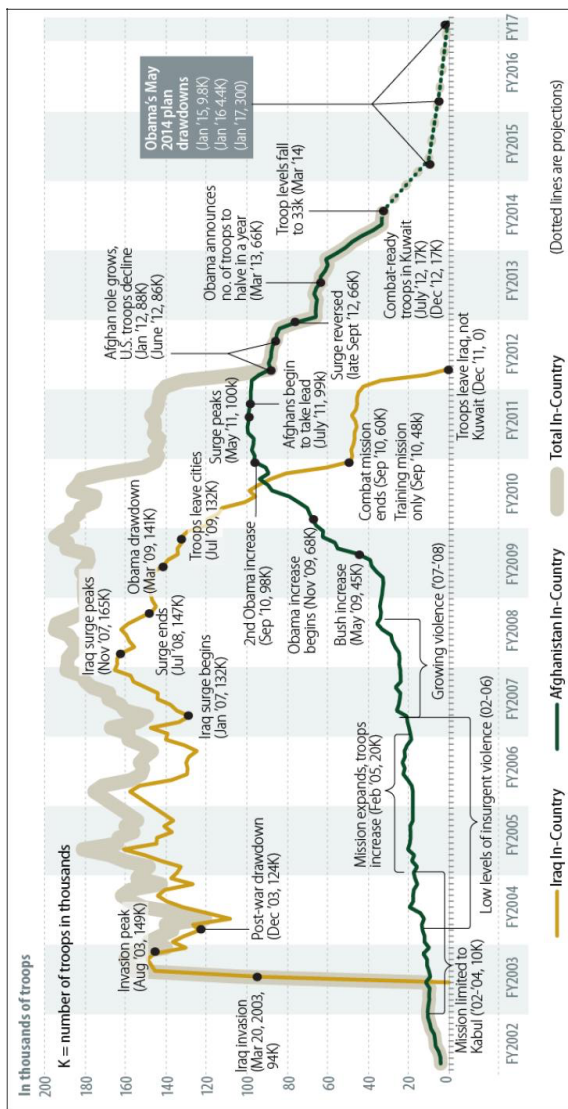 In thousands of troops
200
180
160
140
120
100
80
60
40
20
0
K = number of troops in thousands
Iraq invasion
(Mar 20, 2003,
94K)
Invasion peak
(Aug '03, 149K)
Post-war drawdown
(Dec '03, 124K)
Iraq surge begins
(Jan '07, 132K)
Iraq surge peaks
(Nov '07, 165K)
Surge ends
(Jul '08, 147K)
Obama drawdown
(Mar '09, 141K)
Troops leave cities
(Jul '09, 132K)
2nd Obama increase
(Sep '10, 98K)
Obama increase
begins (Nov '09, 68K)
Bush increase
(May '09, 45K)
Growing violence ('07-'08)
Mission expands, troops
increase (Feb '05, 20K)
Low levels of insurgent violence (02-06)
Mission limited to
Kabul ('02-'04, 10K)
Combat mission
ends (Sep '10, 60K)
Training mission
only (Sep '10, 48K)
Surge peaks
(May '11, 100K)
Afghans begin
to take lead
(July '11, 99K)
Troops leave Iraq, not
Kuwait (Dec '11, 0)
Afghan role grows,
U.S. troops decline
(Jan '12, 88K)
(June '12, 86K)
Surge reversed
(late Sept '12, 66K)
Combat-ready
troops in Kuwait
(July '12, 17K)
(Dec '12, 17K)
Obama announces
no. of troops to
halve in a year
(Mar '13, 66K)
Troop levels fall
to 33k (Mar '14)
Obama's May
2014 plan
drawdowns
(Jan '15, 9.8K)
(Jan '16 4.4K)
(Jan '17, 300)
FY2002
FY2003
FY2004
FY2005
FY2006
FY2007
FY2008
FY2009
FY2010
FY2011
FY2012
FY2013
FY2014
FY2015
FY2016
FY17
Iraq In-Country
Afghanistan In-Country
Total In-Country
(Dotted lines are projections)